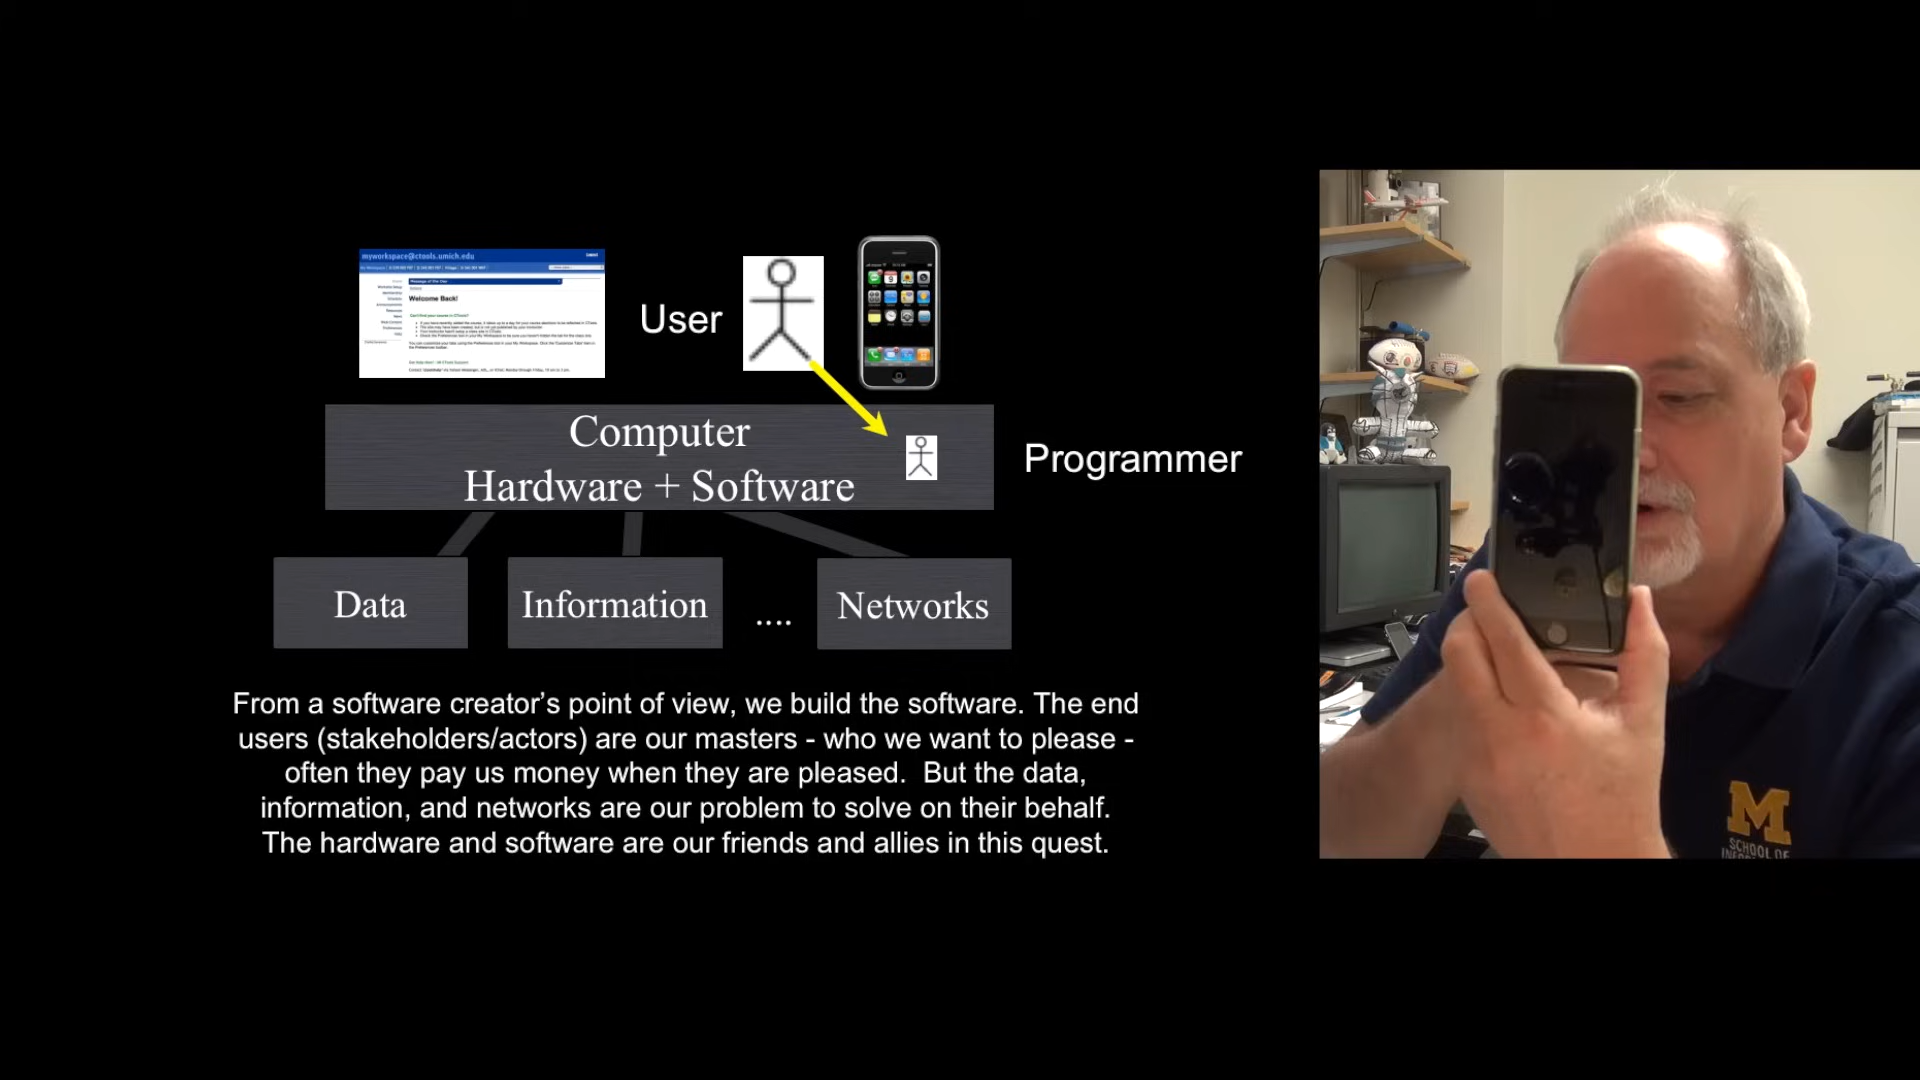 myworkspace@ctools.umich.edu
Welcome Back!
User
Computer
Hardware + Software
Programmer
Data
Information
....
Networks
From a software creator's point of view, we build the software. The end
users (stakeholders/actors) are our masters - who we want to please -
often they pay us money when they are pleased. But the data,
information, and networks are our problem to solve on their behalf.
The hardware and software are our friends and allies in this quest.
M
SCHOOL OF